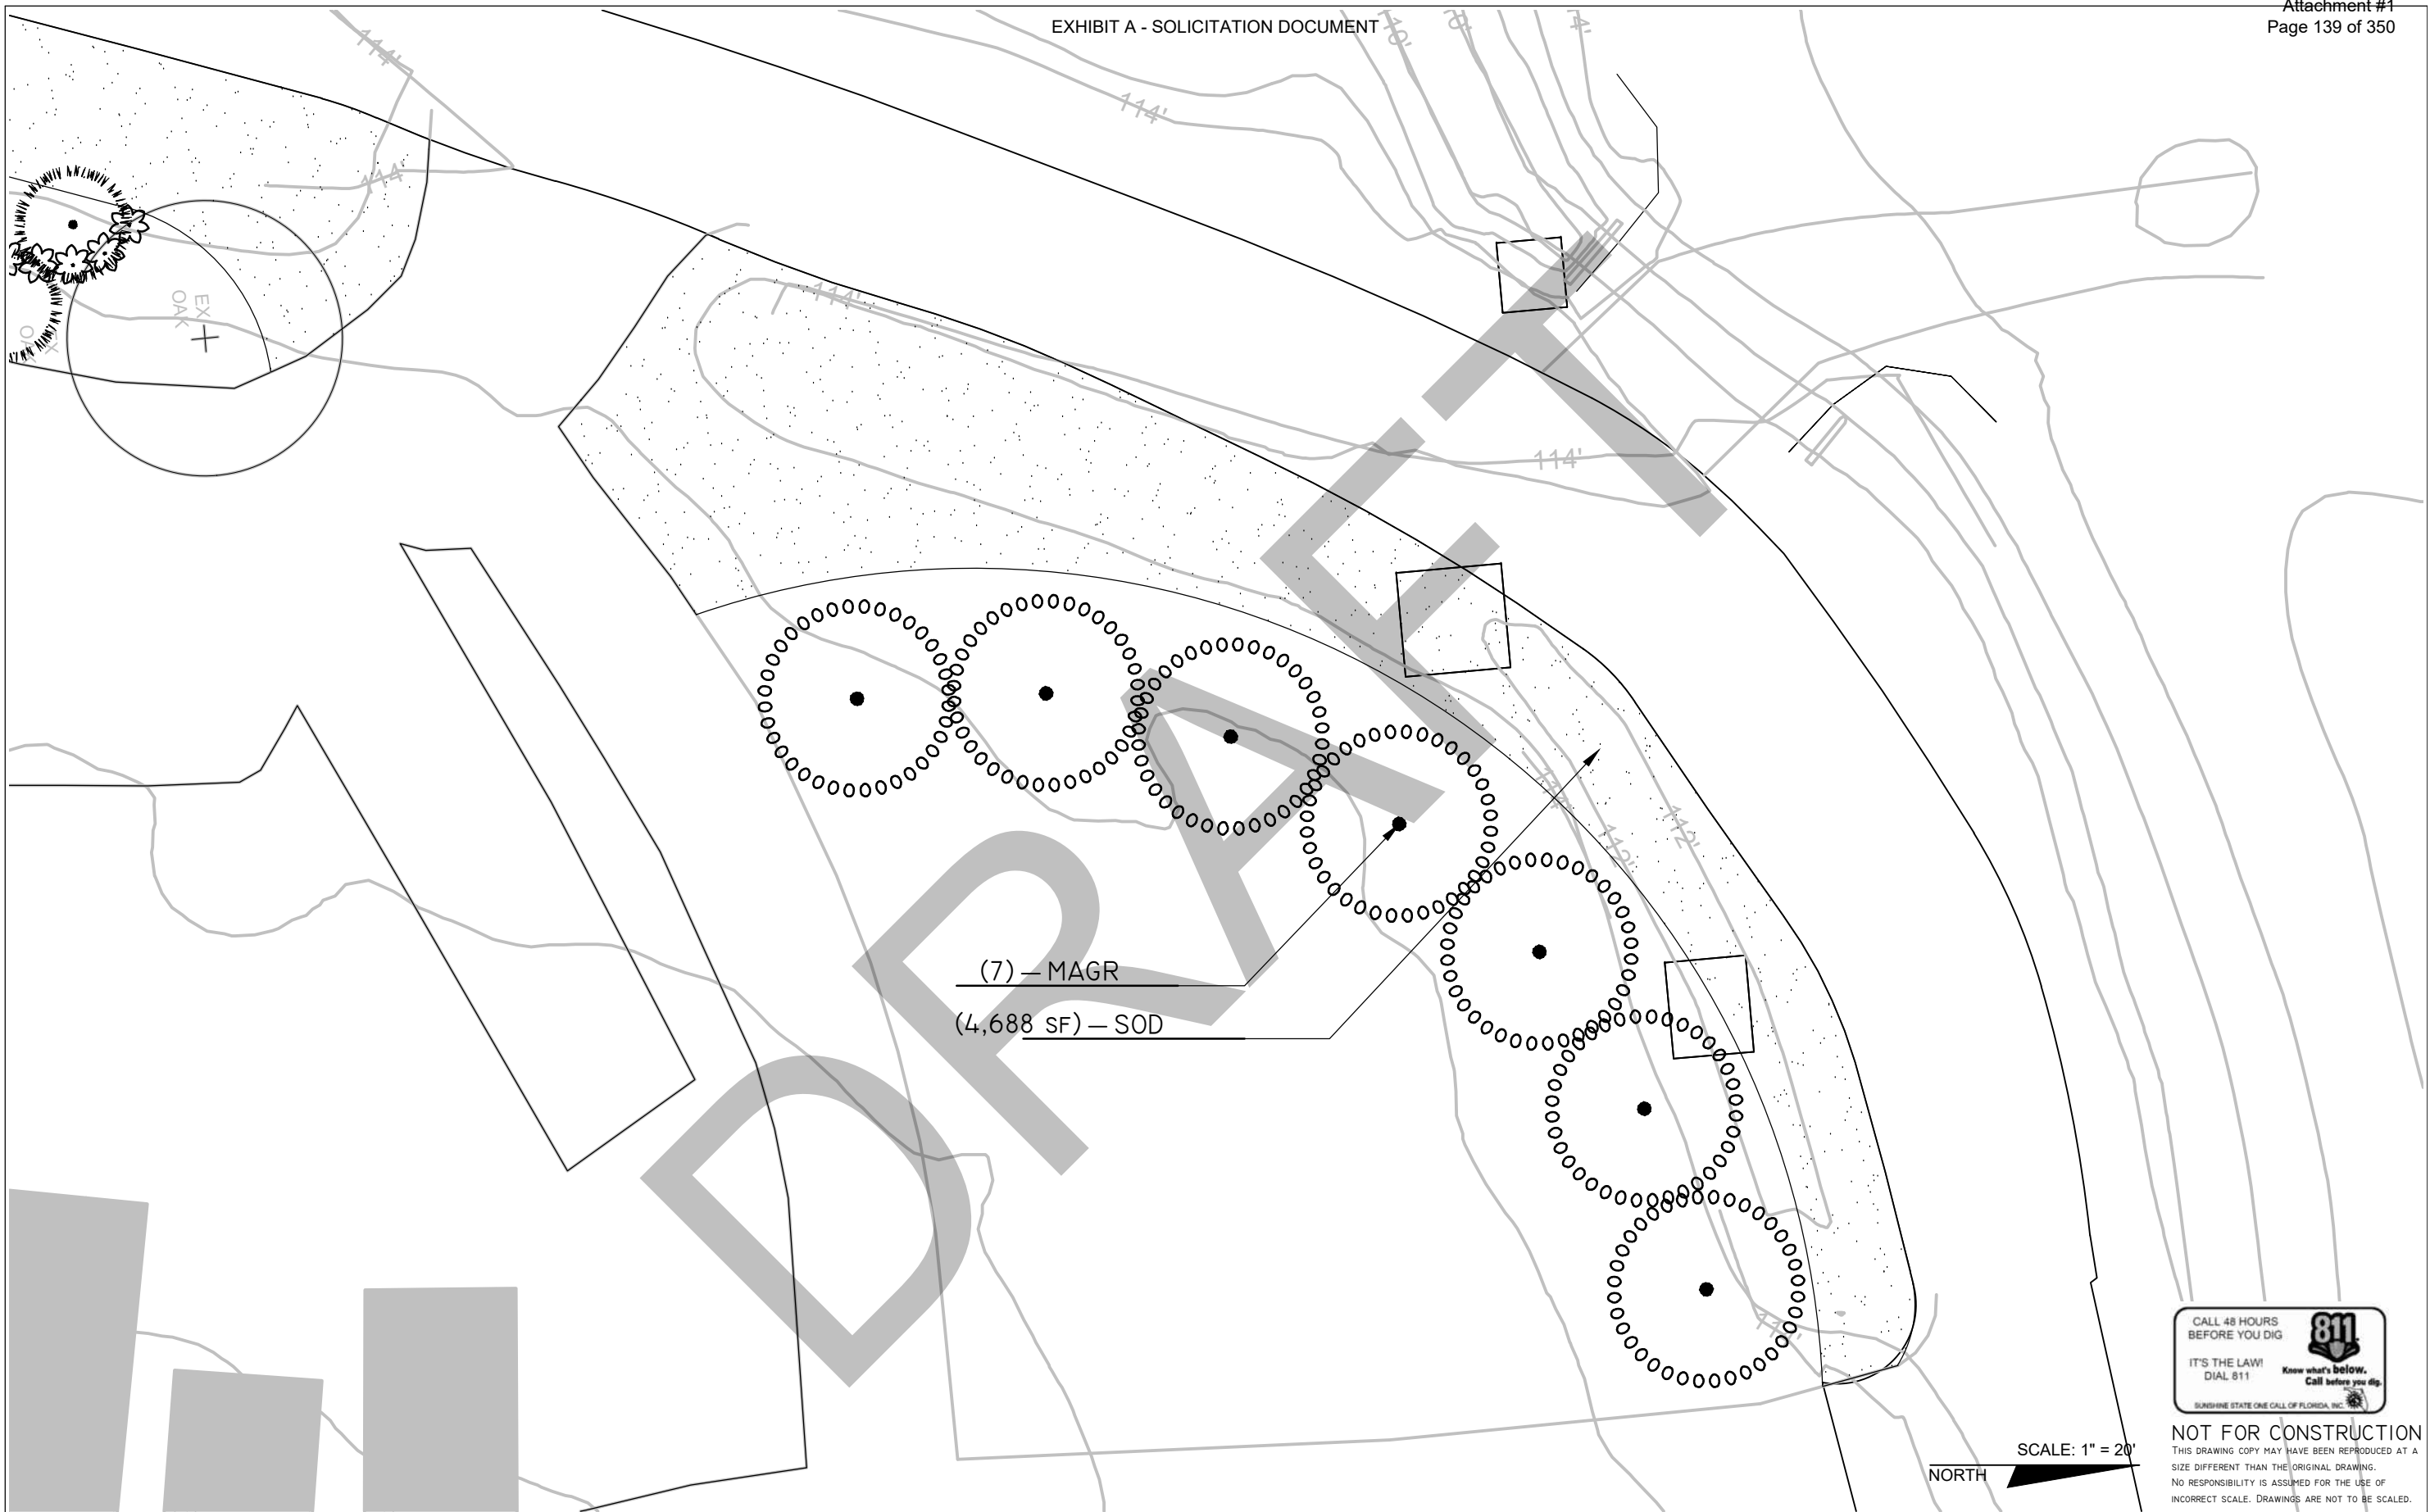 Attachment #1
EXHIBIT A - SOLICITATION DOCUMENT
Page 139 of 350
114'
10'
114'
114'
114'
114'
EX
OAK
DRAFT
112'
112'
(7) — MAGR
(4,688 SF) — SOD
CALL 48 HOURS
BEFORE YOU DIG
IT'S THE LAW!
DIAL 811
811
Know what's below.
Call before you dig.
SUNSHINE STATE ONE CALL OF FLORIDA, INC.
NOT FOR CONSTRUCTION
THIS DRAWING COPY MAY HAVE BEEN REPRODUCED AT A
SIZE DIFFERENT THAN THE ORIGINAL DRAWING.
NO RESPONSIBILITY IS ASSUMED FOR THE USE OF
INCORRECT SCALE. DRAWINGS ARE NOT TO BE SCALED.
SCALE: 1" = 20'
NORTH